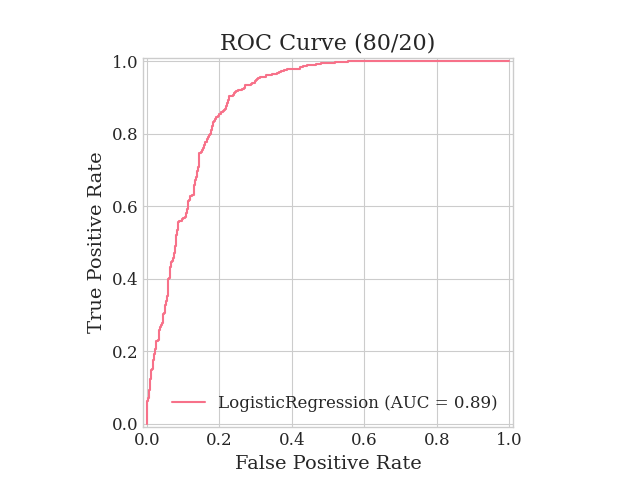 ROC Curve (80/20)
1.0
0.8
0.6
0.4
0.2
0.0
True Positive Rate
LogisticRegression (AUC = 0.89)
0.0 0.2 0.4 0.6 0.8 1.0
False Positive Rate